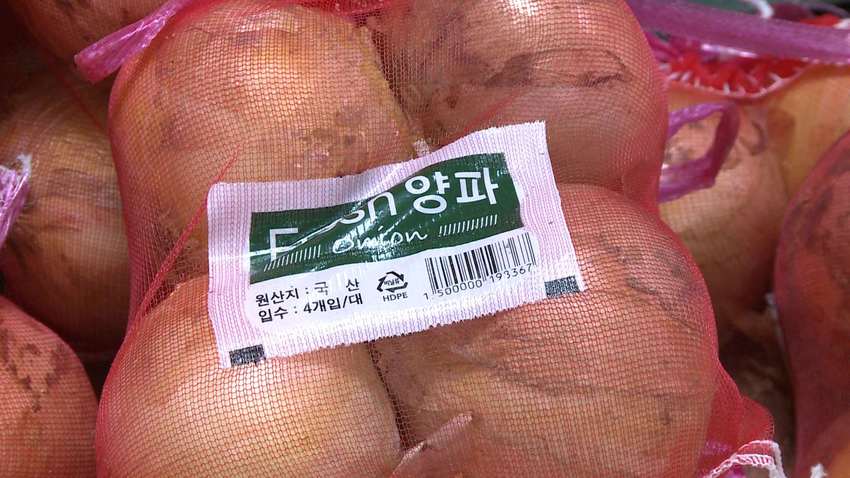 양파
Onion
원산지 : 국 산
입수 : 4개입/대
HDPE
1 500000 193367